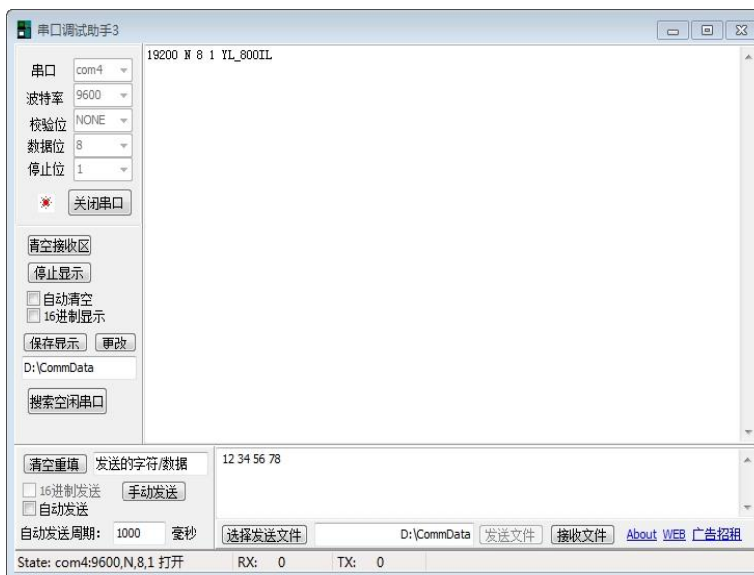 串口调试助手3
19200 N 8 1 YL_800IL
串口 com4
波特率 9600
校验位 NONE
数据位 8
停止位 1
关闭串口
清空接收区
停止显示
自动清空
16进制显示
保存显示 更改
D:\CommData
搜索空闲串口
清空重填 发送的字符/数据
12 34 56 78
16进制发送 手动发送
自动发送
自动发送周期: 1000 毫秒
选择发送文件 D:\CommData 发送文件 接收文件 About WEB 广告招租
State: com4:9600,N,8,1 打开 RX: 0 TX: 0